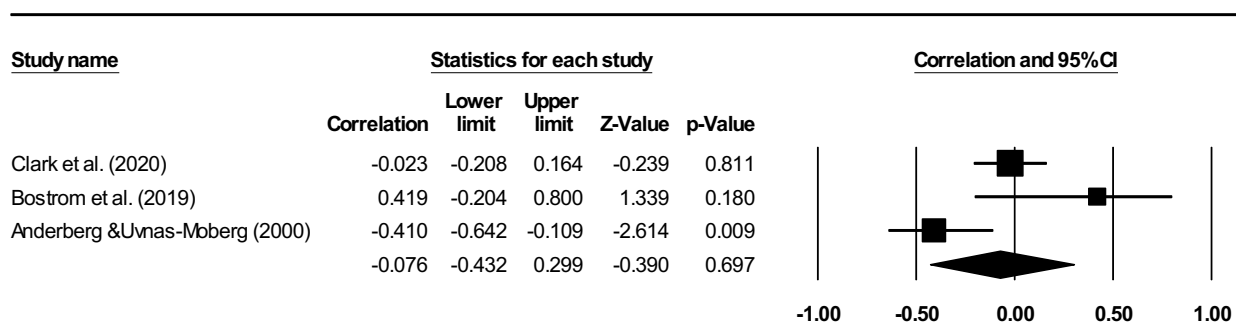 Study name Statistics for each study Correlation and 95% CI
Lower Upper
Correlation limit limit Z-Value p-Value
Clark et al. (2020) -0.023 -0.208 0.164 -0.239 0.811
Bostrom et al. (2019) 0.419 -0.204 0.800 1.339 0.180
Anderberg &Uvnas-Moberg (2000) -0.410 -0.642 -0.109 -2.614 0.009
-0.076 -0.432 0.299 -0.390 0.697
-1.00 -0.50 0.00 0.50 1.00